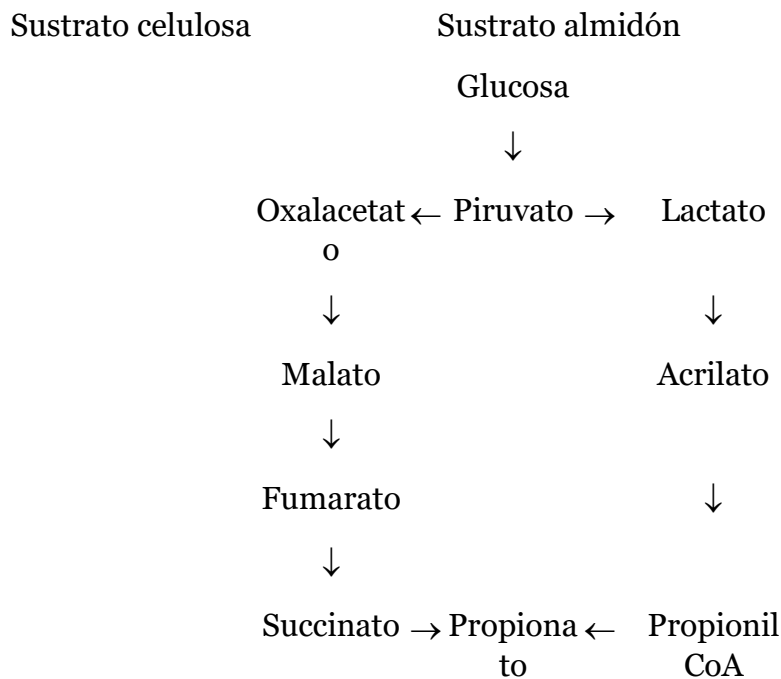 Sustrato celulosa Sustrato almidón
Glucosa
↓
Oxalacetat ← Piruvato → Lactato
o
↓ ↓
Malato Acrilato
↓
Fumarato ↓
↓
Succinato → Propiona ← Propionil
to CoA